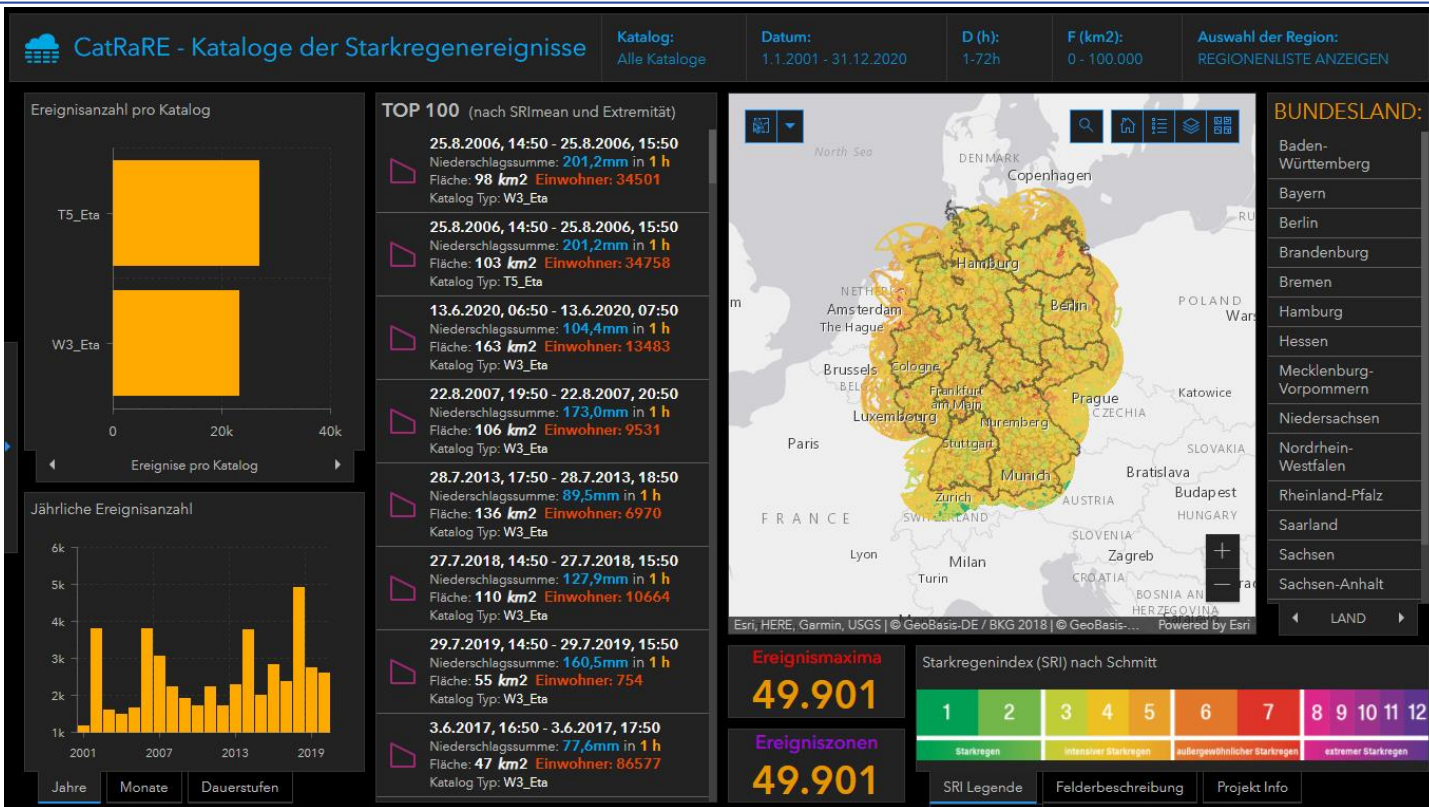 CatRaRE - Kataloge der Starkregenereignisse
Katalog:
Alle Kataloge
Datum:
1.1.2001 - 31.12.2020
D (h):
1-72h
F (km2):
0 - 100.000
Auswahl der Region:
REGIONENLISTE ANZEIGEN
Ereignisanzahl pro Katalog
T5_Eta
W3_Eta
0 20k 40k
Ereignise pro Katalog
Jährliche Ereignisanzahl
6k
5k
4k
3k
2k
1k
2001 2007 2013 2019
Jahre Monate Dauerstufen
TOP 100 (nach SRImean und Extremität)
25.8.2006, 14:50 - 25.8.2006, 15:50
Niederschlagssumme: 201,2mm in 1 h
Fläche: 98 km2 Einwohner: 34501
Katalog Typ: W3_Eta
25.8.2006, 14:50 - 25.8.2006, 15:50
Niederschlagssumme: 201,2mm in 1 h
Fläche: 103 km2 Einwohner: 34758
Katalog Typ: T5_Eta
13.6.2020, 06:50 - 13.6.2020, 07:50
Niederschlagssumme: 104,4mm in 1 h
Fläche: 163 km2 Einwohner: 13483
Katalog Typ: W3_Eta
22.8.2007, 19:50 - 22.8.2007, 20:50
Niederschlagssumme: 173,0mm in 1 h
Fläche: 106 km2 Einwohner: 9531
Katalog Typ: W3_Eta
28.7.2013, 17:50 - 28.7.2013, 18:50
Niederschlagssumme: 89,5mm in 1 h
Fläche: 136 km2 Einwohner: 6970
Katalog Typ: W3_Eta
27.7.2018, 14:50 - 27.7.2018, 15:50
Niederschlagssumme: 127,9mm in 1 h
Fläche: 110 km2 Einwohner: 10664
Katalog Typ: W3_Eta
29.7.2019, 14:50 - 29.7.2019, 15:50
Niederschlagssumme: 160,5mm in 1 h
Fläche: 55 km2 Einwohner: 754
Katalog Typ: W3_Eta
3.6.2017, 16:50 - 3.6.2017, 17:50
Niederschlagssumme: 77,6mm in 1 h
Fläche: 47 km2 Einwohner: 86577
Katalog Typ: W3_Eta
North Sea
DENMARK
Copenhagen
RU
Hamburg
NETHE
m
Amsterdam
Berlin
POLAND
Wars
The Hague
Brussels
Cologne
BELG
Frankfurt
am Main
Prague
Katowice
Luxembourg
CZECHIA
Nuremberg
Paris
Stuttgart
SLOVAKIA
Munich
Bratislava
Zurich
AUSTRIA
Budapest
FRANCE
SWITZERLAND
HUNGARY
SLOVENIA
Lyon
Milan
Zagreb
Turin
CROATIA
BOSNIA AN
HERZEGOVINA
Esri, HERE, Garmin, USGS | © GeoBasis-DE / BKG 2018 | © GeoBasis-... Powered by Esri
BUNDESLAND:
Baden-
Württemberg
Bayern
Berlin
Brandenburg
Bremen
Hamburg
Hessen
Mecklenburg-
Vorpommern
Niedersachsen
Nordrhein-
Westfalen
Rheinland-Pfalz
Saarland
Sachsen
Sachsen-Anhalt
LAND
Ereignismaxima
49.901
Ereigniszonen
49.901
Starkregenindex (SRI) nach Schmitt
1 2 3 4 5 6 7 8 9 10 11 12
Starkregen intensiver Starkregen außergewöhnlicher Starkregen extremer Starkregen
SRI Legende Felderbeschreibung Projekt Info